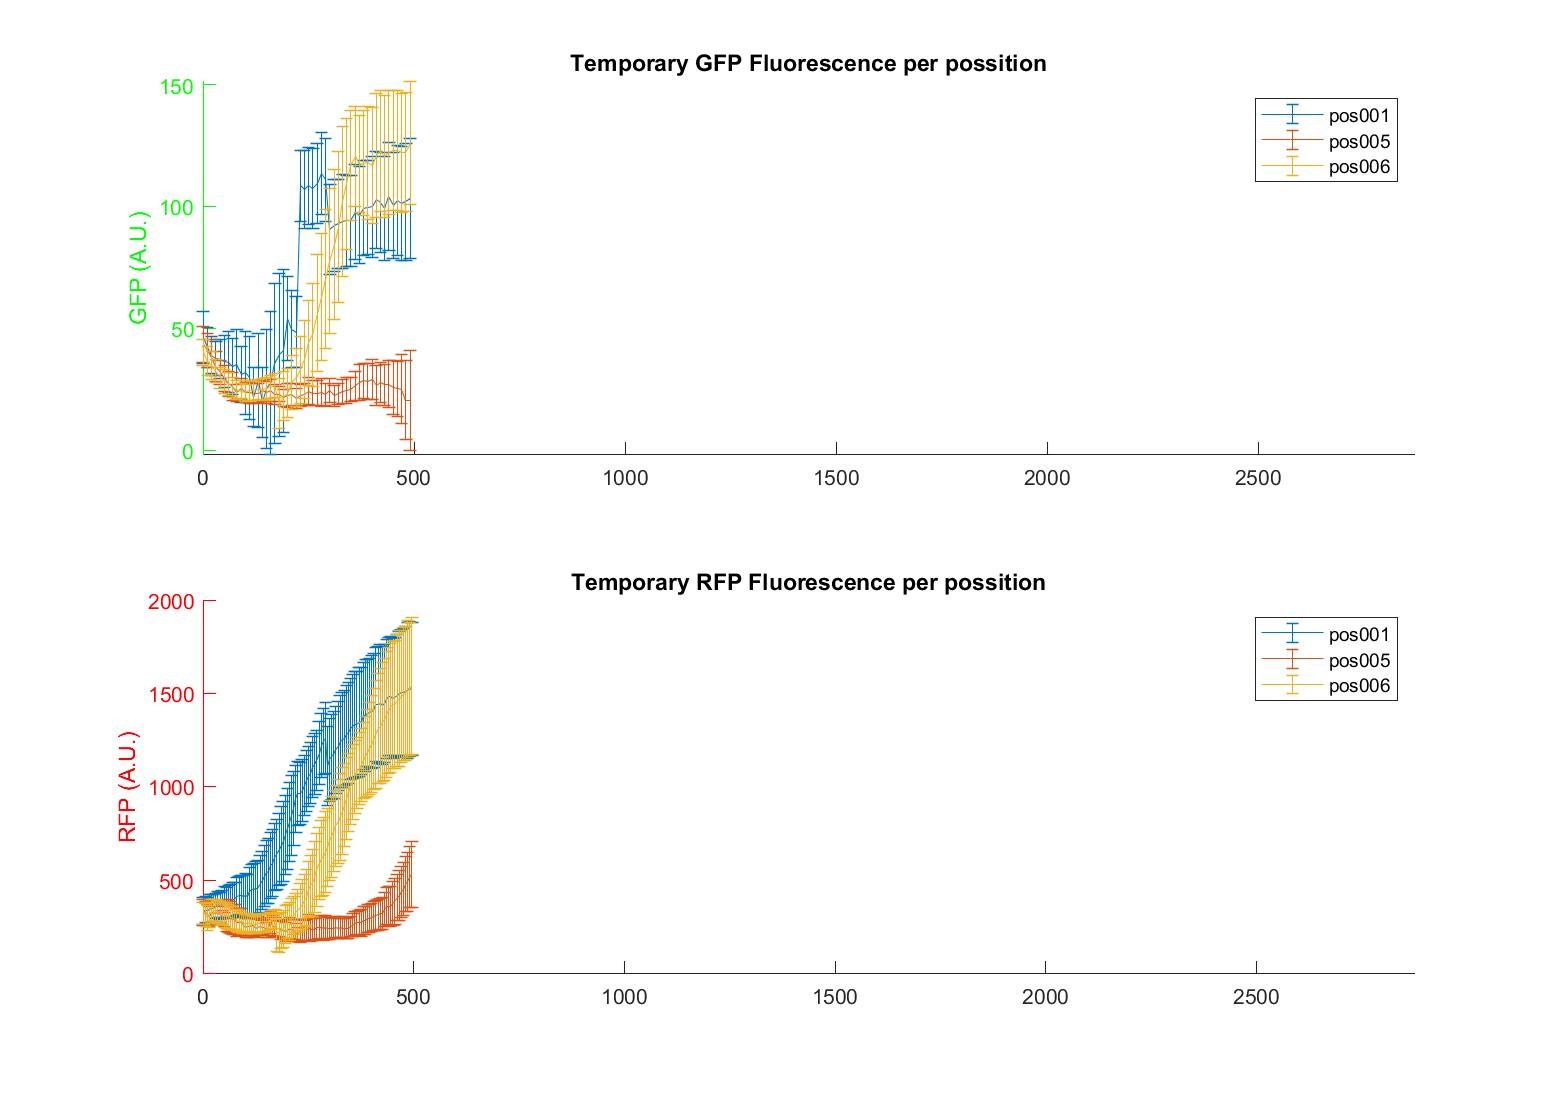 Temporary GFP Fluorescence per possition
150
100
50
0
GFP (A.U.)
pos001
pos005
pos006
0 500 1000 1500 2000 2500
Temporary RFP Fluorescence per possition
2000
1500
1000
500
0
RFP (A.U.)
pos001
pos005
pos006
0 500 1000 1500 2000 2500